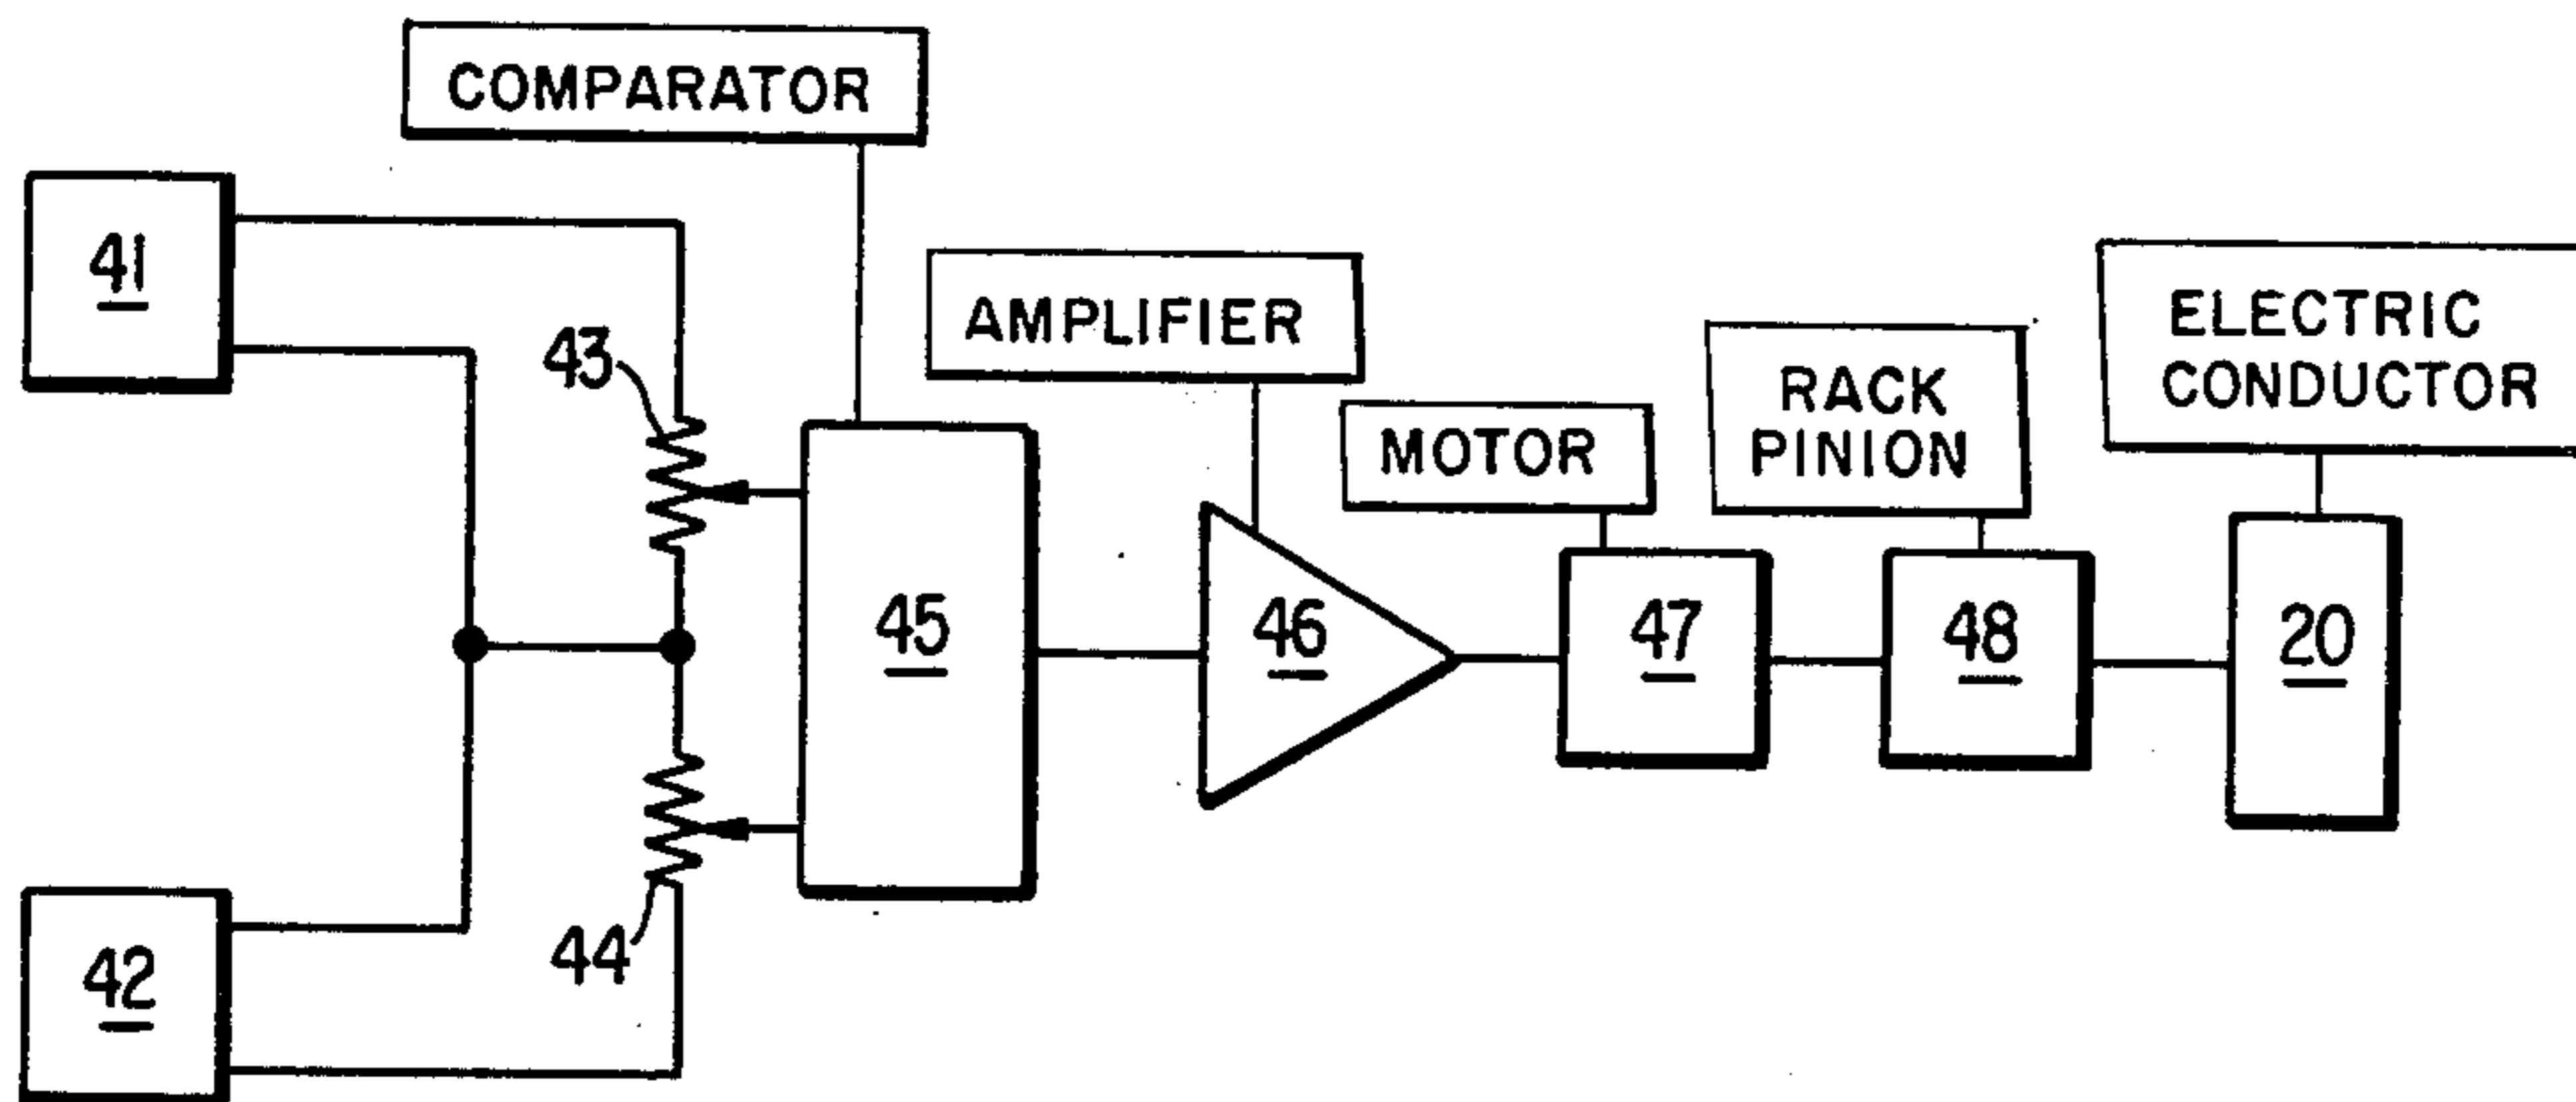 COMPARATOR
41
AMPLIFIER
ELECTRIC
CONDUCTOR
43
RACK
PINION
MOTOR
45
46
47
48
20
44
42